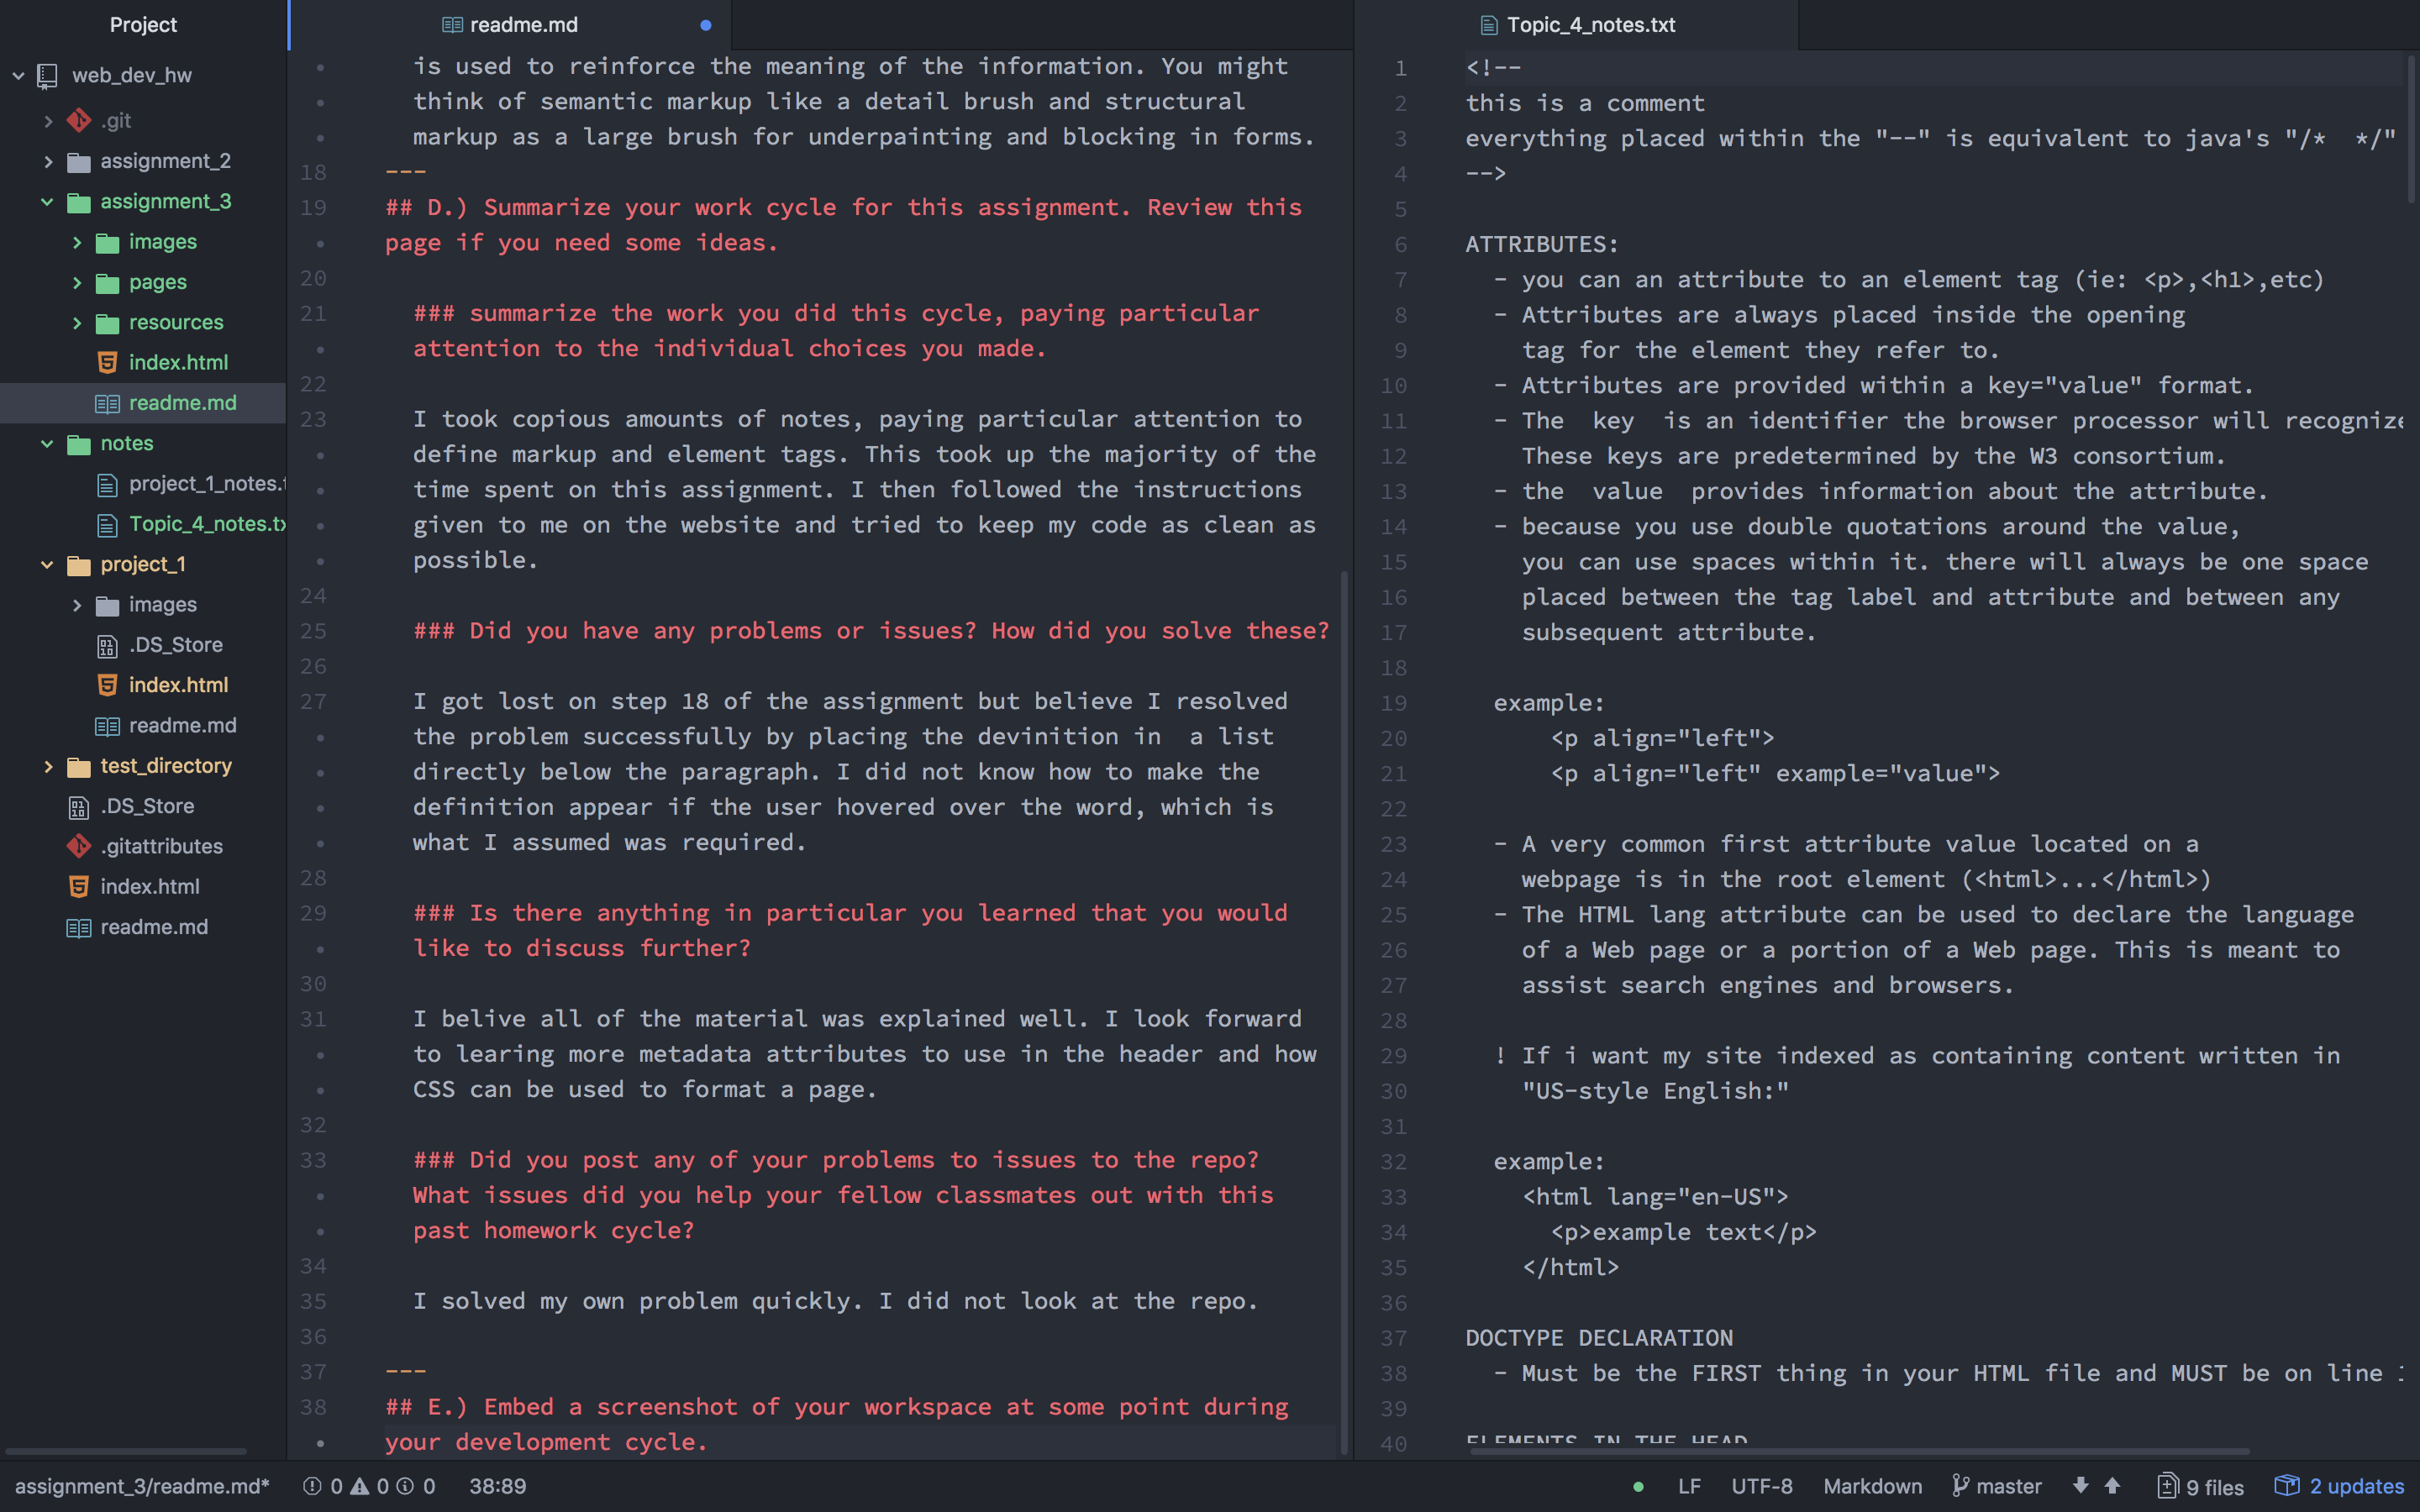 Project
web_dev_hw
.git
assignment_2
assignment_3
images
pages
resources
index.html
readme.md
notes
project_1_notes.t
Topic_4_notes.tx
project_1
images
.DS_Store
index.html
readme.md
test_directory
.DS_Store
.gitattributes
index.html
readme.md
readme.md
is used to reinforce the meaning of the information. You might
think of semantic markup like a detail brush and structural
markup as a large brush for underpainting and blocking in forms.
18 ---
19 ## D.) Summarize your work cycle for this assignment. Review this
page if you need some ideas.
20
21 ### summarize the work you did this cycle, paying particular
attention to the individual choices you made.
22
23 I took copious amounts of notes, paying particular attention to
define markup and element tags. This took up the majority of the
time spent on this assignment. I then followed the instructions
given to me on the website and tried to keep my code as clean as
possible.
24
25 ### Did you have any problems or issues? How did you solve these?
26
27 I got lost on step 18 of the assignment but believe I resolved
the problem successfully by placing the devinition in  a list
directly below the paragraph. I did not know how to make the
definition appear if the user hovered over the word, which is
what I assumed was required.
28
29 ### Is there anything in particular you learned that you would
like to discuss further?
30
31 I belive all of the material was explained well. I look forward
to learing more metadata attributes to use in the header and how
CSS can be used to format a page.
32
33 ### Did you post any of your problems to issues to the repo?
What issues did you help your fellow classmates out with this
past homework cycle?
34
35 I solved my own problem quickly. I did not look at the repo.
36
37 ---
38 ## E.) Embed a screenshot of your workspace at some point during
your development cycle.
Topic_4_notes.txt
1 <!--
2 this is a comment
3 everything placed within the "--" is equivalent to java's "/*  */"
4 -->
5
6 ATTRIBUTES:
7 - you can an attribute to an element tag (ie: <p>,<h1>,etc)
8 - Attributes are always placed inside the opening
9 tag for the element they refer to.
10 - Attributes are provided within a key="value" format.
11 - The  key  is an identifier the browser processor will recognize
12 These keys are predetermined by the W3 consortium.
13 - the  value  provides information about the attribute.
14 - because you use double quotations around the value,
15 you can use spaces within it. there will always be one space
16 placed between the tag label and attribute and between any
17 subsequent attribute.
18
19 example:
20 <p align="left">
21 <p align="left" example="value">
22
23 - A very common first attribute value located on a
24 webpage is in the root element (<html>...</html>)
25 - The HTML lang attribute can be used to declare the language
26 of a Web page or a portion of a Web page. This is meant to
27 assist search engines and browsers.
28
29 ! If i want my site indexed as containing content written in
30 "US-style English:"
31
32 example:
33 <html lang="en-US">
34 <p>example text</p>
35 </html>
36
37 DOCTYPE DECLARATION
38 - Must be the FIRST thing in your HTML file and MUST be on line
39
40 ELEMENTS IN THE HEAD
assignment_3/readme.md* 0 0 0 38:89 LF UTF-8 Markdown master 9 files 2 updates